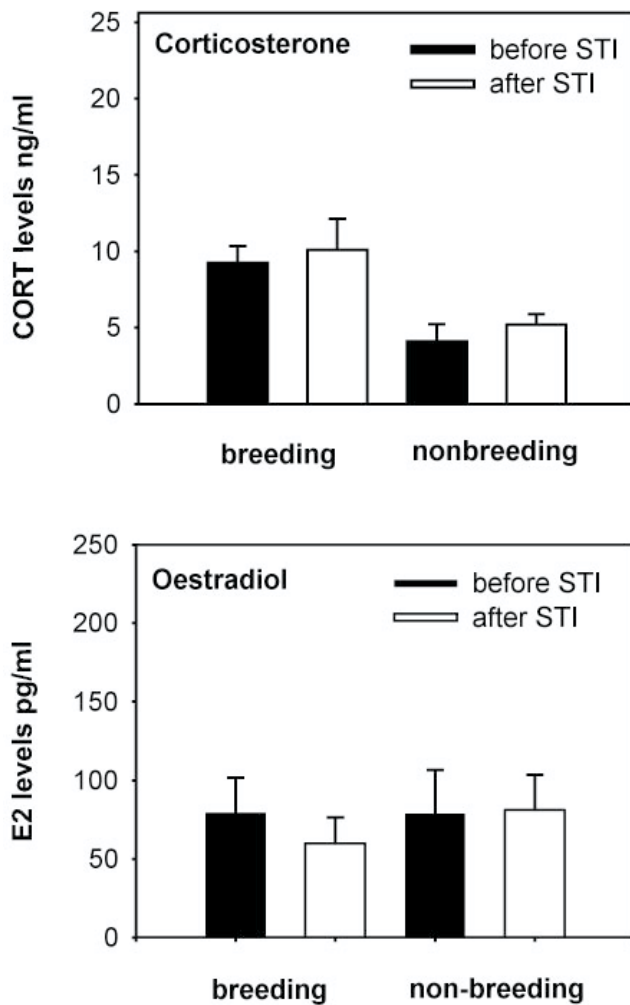 Corticosterone
before STI
after STI
CORT levels ng/ml
25
20
15
10
5
0
breeding
nonbreeding
Oestradiol
before STI
after STI
E2 levels pg/ml
250
200
150
100
50
0
breeding
non-breeding